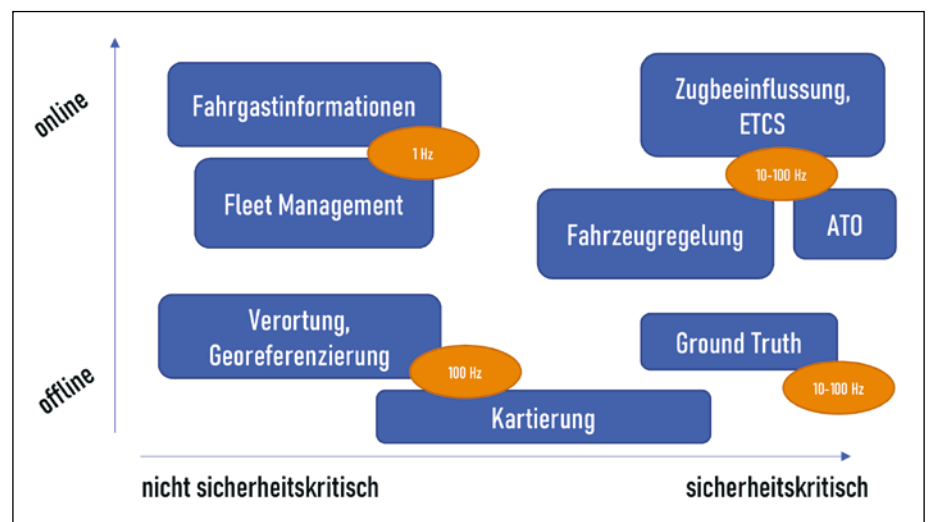 online
Fahrgastinformationen
1 Hz
Fleet Management
Zugbeeinflussung,
ETCS
10-100 Hz
Fahrzeugregelung
ATO
offline
Verortung,
Georeferenzierung
100 Hz
Kartierung
Ground Truth
10-100 Hz
nicht sicherheitskritisch
sicherheitskritisch